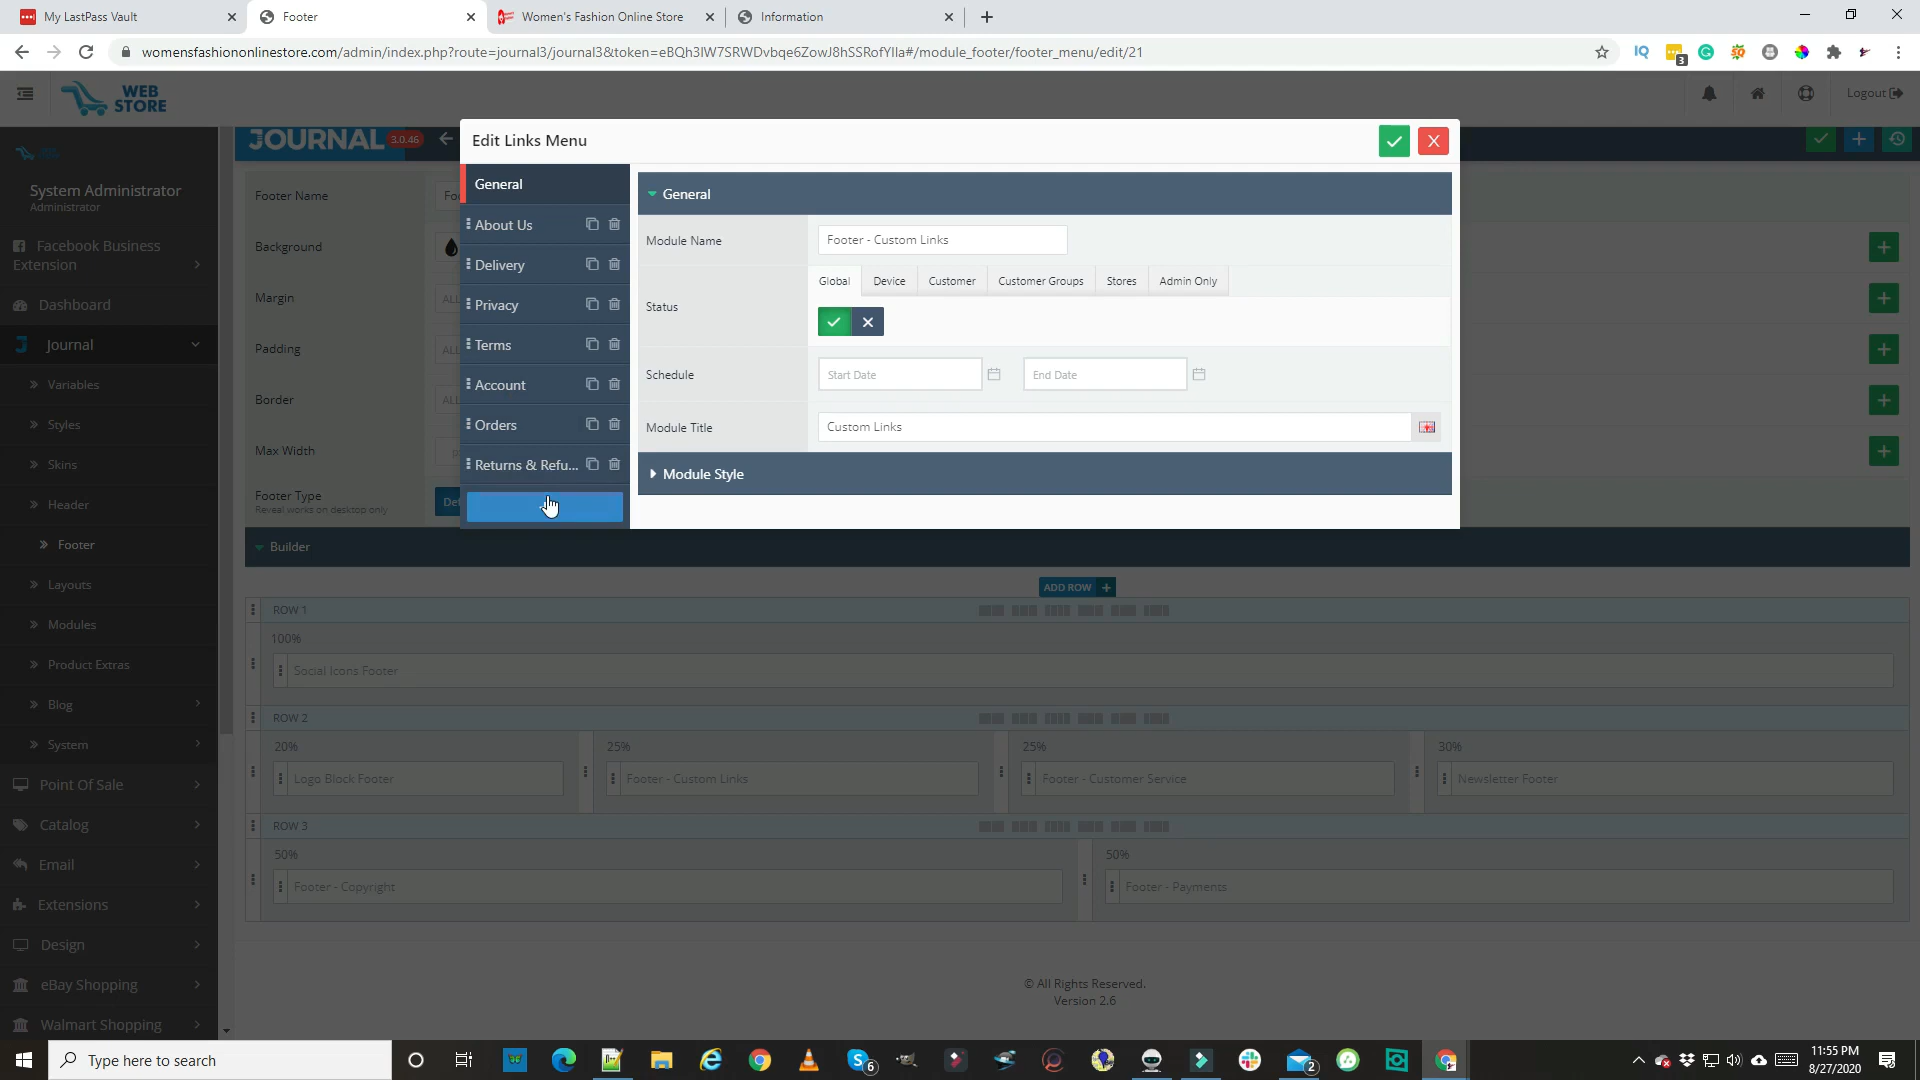 My LastPass Vault
Footer
Women's Fashion Online Store
Information
womensfashiononlinestore.com/admin/index.php?route=journal3/journal3&token=eBQh3IW7SRWDvbqe6ZowJ8hSSRofYIla#/module_footer/footer_menu/edit/21
3
WEB
STORE
Logout
JOURNAL 3.0.46
Edit Links Menu
System Administrator
Administrator
Facebook Business
Extension
Dashboard
Journal
Variables
Styles
Skins
Header
Footer
Layouts
Modules
Product Extras
Blog
System
Point Of Sale
Catalog
Email
Extensions
Design
eBay Shopping
Walmart Shopping
Footer Name
Background
Margin
ALL
Padding
ALL
Border
ALL
Max Width
Footer Type
Reveal works on desktop only
General
About Us
Delivery
Privacy
Terms
Account
Orders
Returns & Refu...
General
Module Name
Footer - Custom Links
Status
Global
Device
Customer
Customer Groups
Stores
Admin Only
Schedule
Start Date
End Date
Module Title
Custom Links
Module Style
Builder
ADD ROW +
ROW 1
100%
Social Icons Footer
ROW 2
20%
25%
25%
30%
Logo Block Footer
Footer - Custom Links
Footer - Customer Service
Newsletter Footer
ROW 3
50%
50%
Footer - Copyright
Footer - Payments
© All Rights Reserved.
Version 2.6
Type here to search
6
2
11:55 PM
8/27/2020